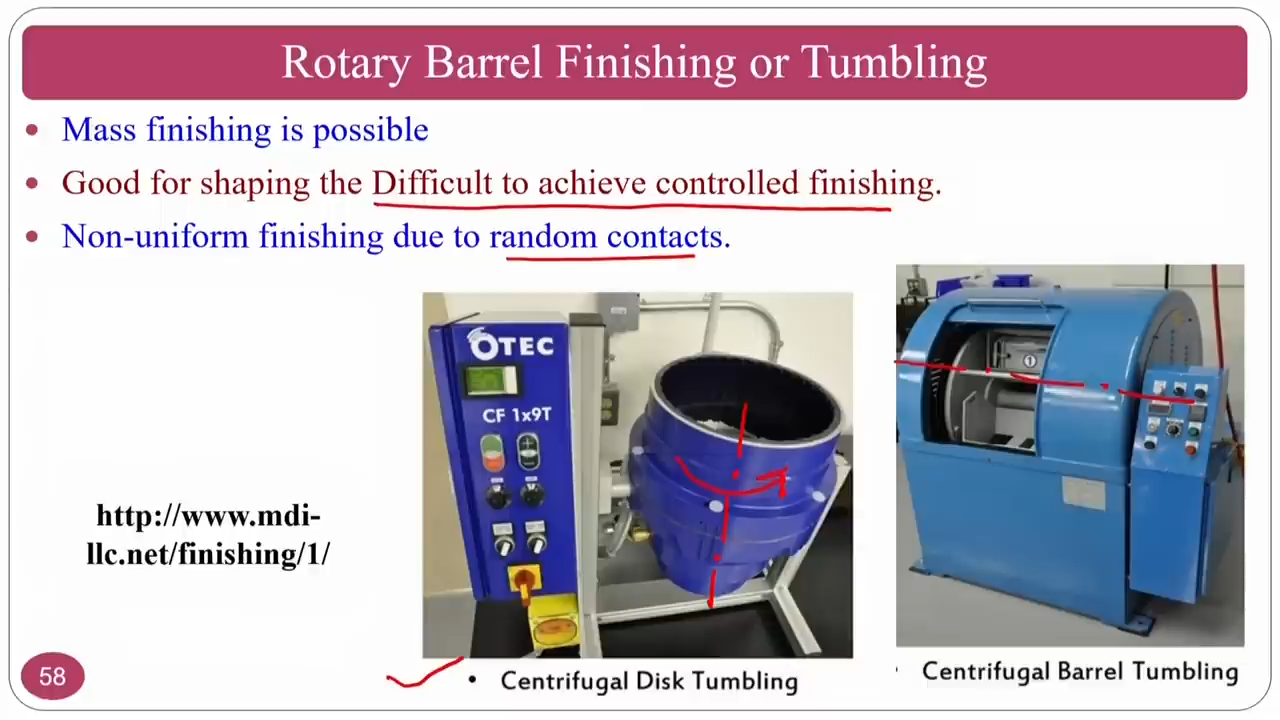 Rotary Barrel Finishing or Tumbling
• Mass finishing is possible
• Good for shaping the Difficult to achieve controlled finishing.
• Non-uniform finishing due to random contacts.
OTEC
CF 1x9T
1
http://www.mdi-
llc.net/finishing/1/
• Centrifugal Disk Tumbling
• Centrifugal Barrel Tumbling
58